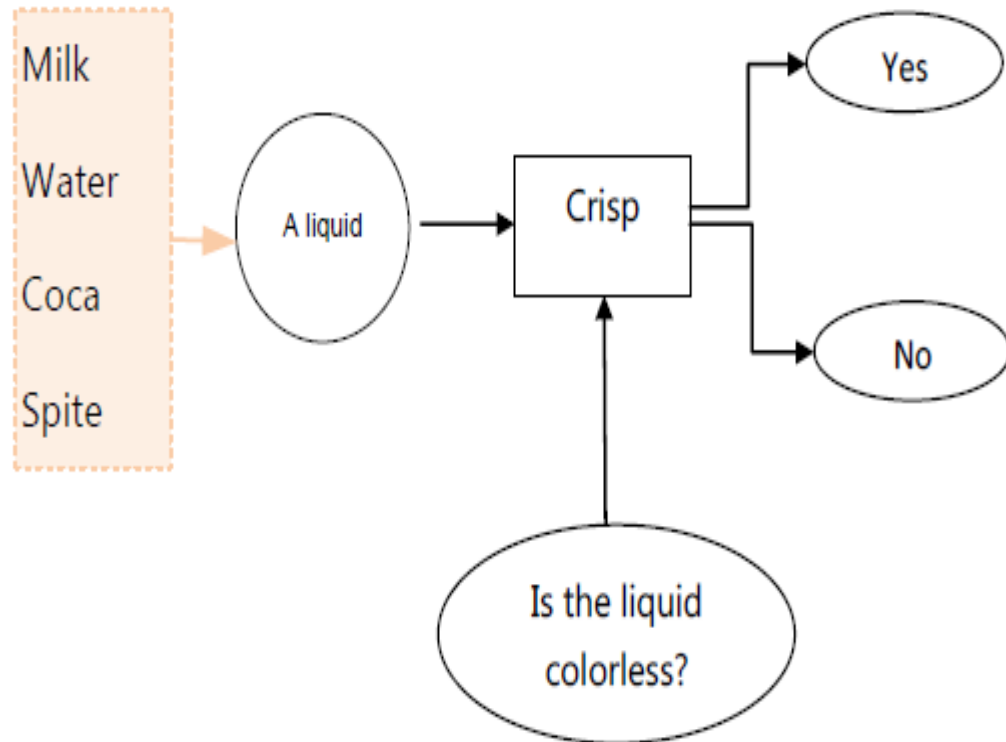 Milk
Water
Coca
Spite
A liquid
Crisp
Yes
No
Is the liquid
colorless?